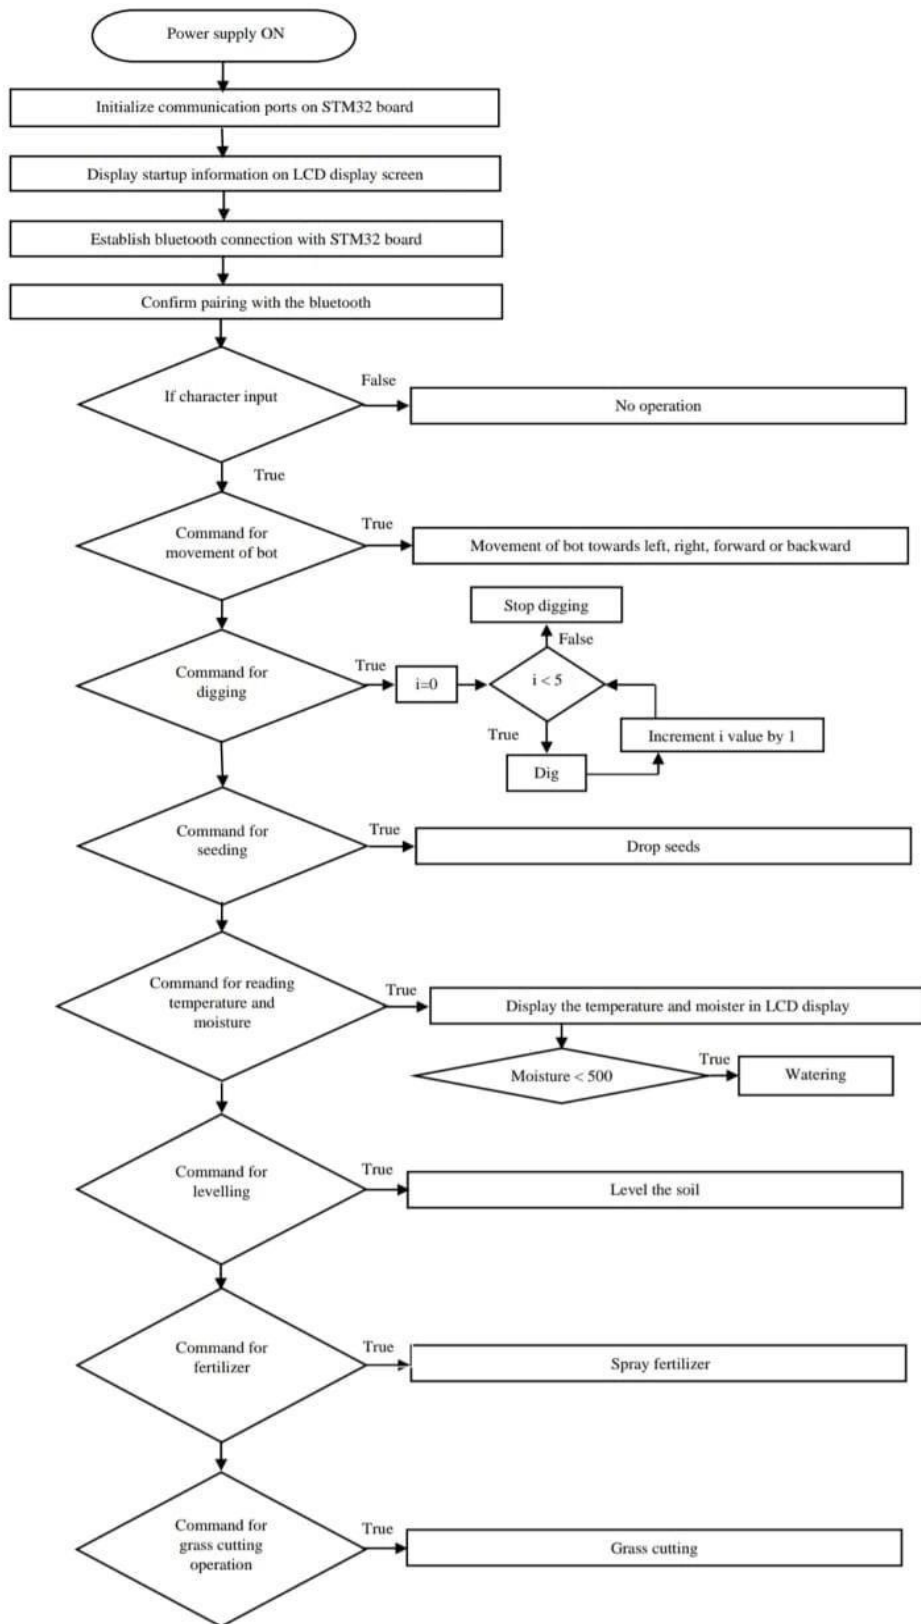 Power supply ON
Initialize communication ports on STM32 board
Display startup information on LCD display screen
Establish bluetooth connection with STM32 board
Confirm pairing with the bluetooth
If character input
False
No operation
True
Command for
movement of bot
True
Movement of bot towards left, right, forward or backward
Stop digging
False
Command for
digging
True
i=0
i < 5
True
Increment i value by 1
Dig
Command for
seeding
True
Drop seeds
Command for reading
temperature and
moisture
True
Display the temperature and moister in LCD display
Moisture < 500
True
Watering
Command for
levelling
True
Level the soil
Command for
fertilizer
True
Spray fertilizer
Command for
grass cutting
operation
True
Grass cutting